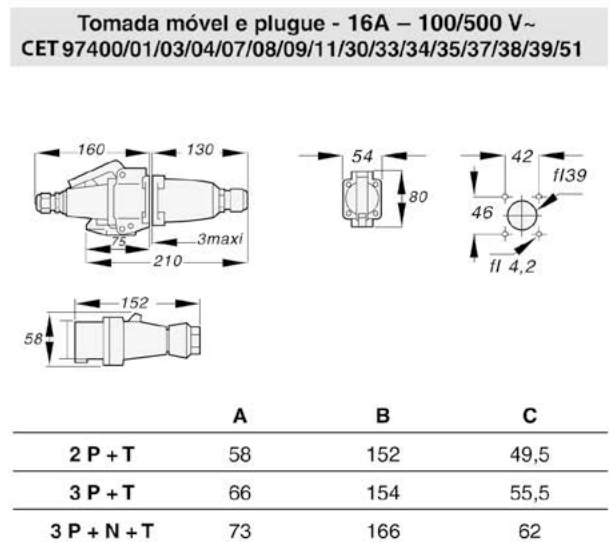 Tomada móvel e plugue - 16A – 100/500 V~
CET 97400/01/03/04/07/08/09/11/30/33/34/35/37/38/39/51
160 130
75 3maxi
210
54
80
42
fl39
46
fl 4,2
152
58
A B C
2 P + T 58 152 49,5
3 P + T 66 154 55,5
3 P + N + T 73 166 62